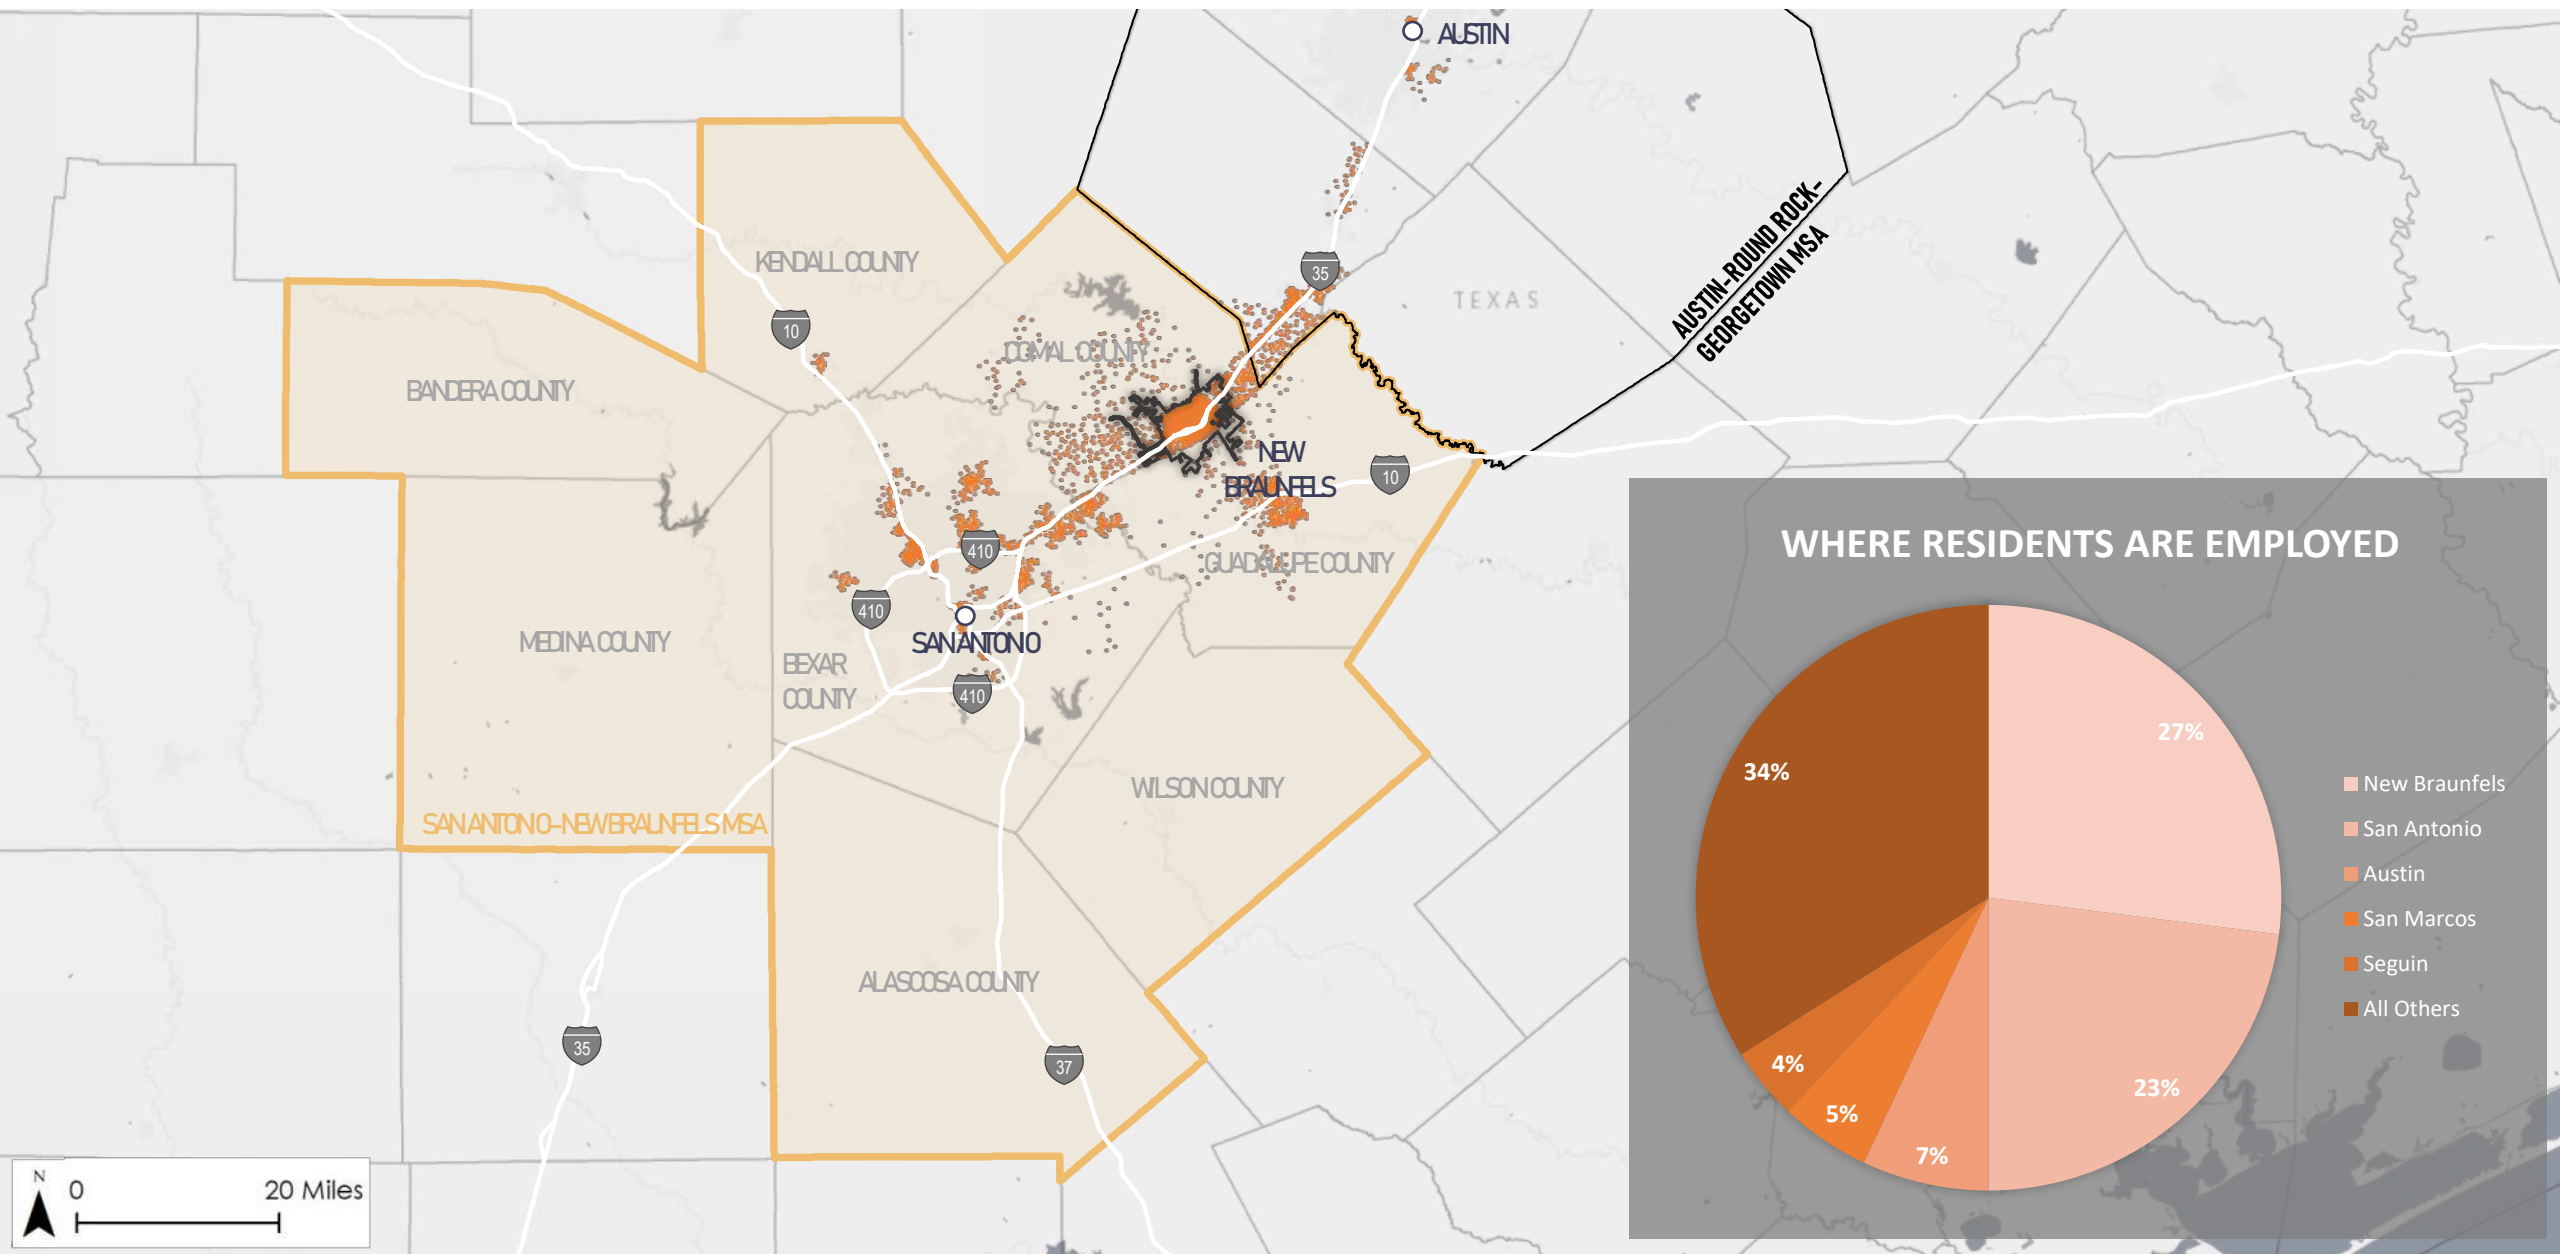 AUSTIN
AUSTIN-ROUND ROCK-
GEORGETOWN MSA
KENDALL COUNTY
35
TEXAS
10
COMAL COUNTY
BANDERA COUNTY
NEW
BRAUNFELS
10
410
GUADALUPE COUNTY
410
SAN ANTONIO
MEDINA COUNTY
BEXAR
COUNTY
410
WILSON COUNTY
SAN ANTONIO-NEW BRAUNFELS MSA
ALASCOSA COUNTY
35
37
N
0 20 Miles
WHERE RESIDENTS ARE EMPLOYED
27%
34%
4%
5%
7%
23%
New Braunfels
San Antonio
Austin
San Marcos
Seguin
All Others